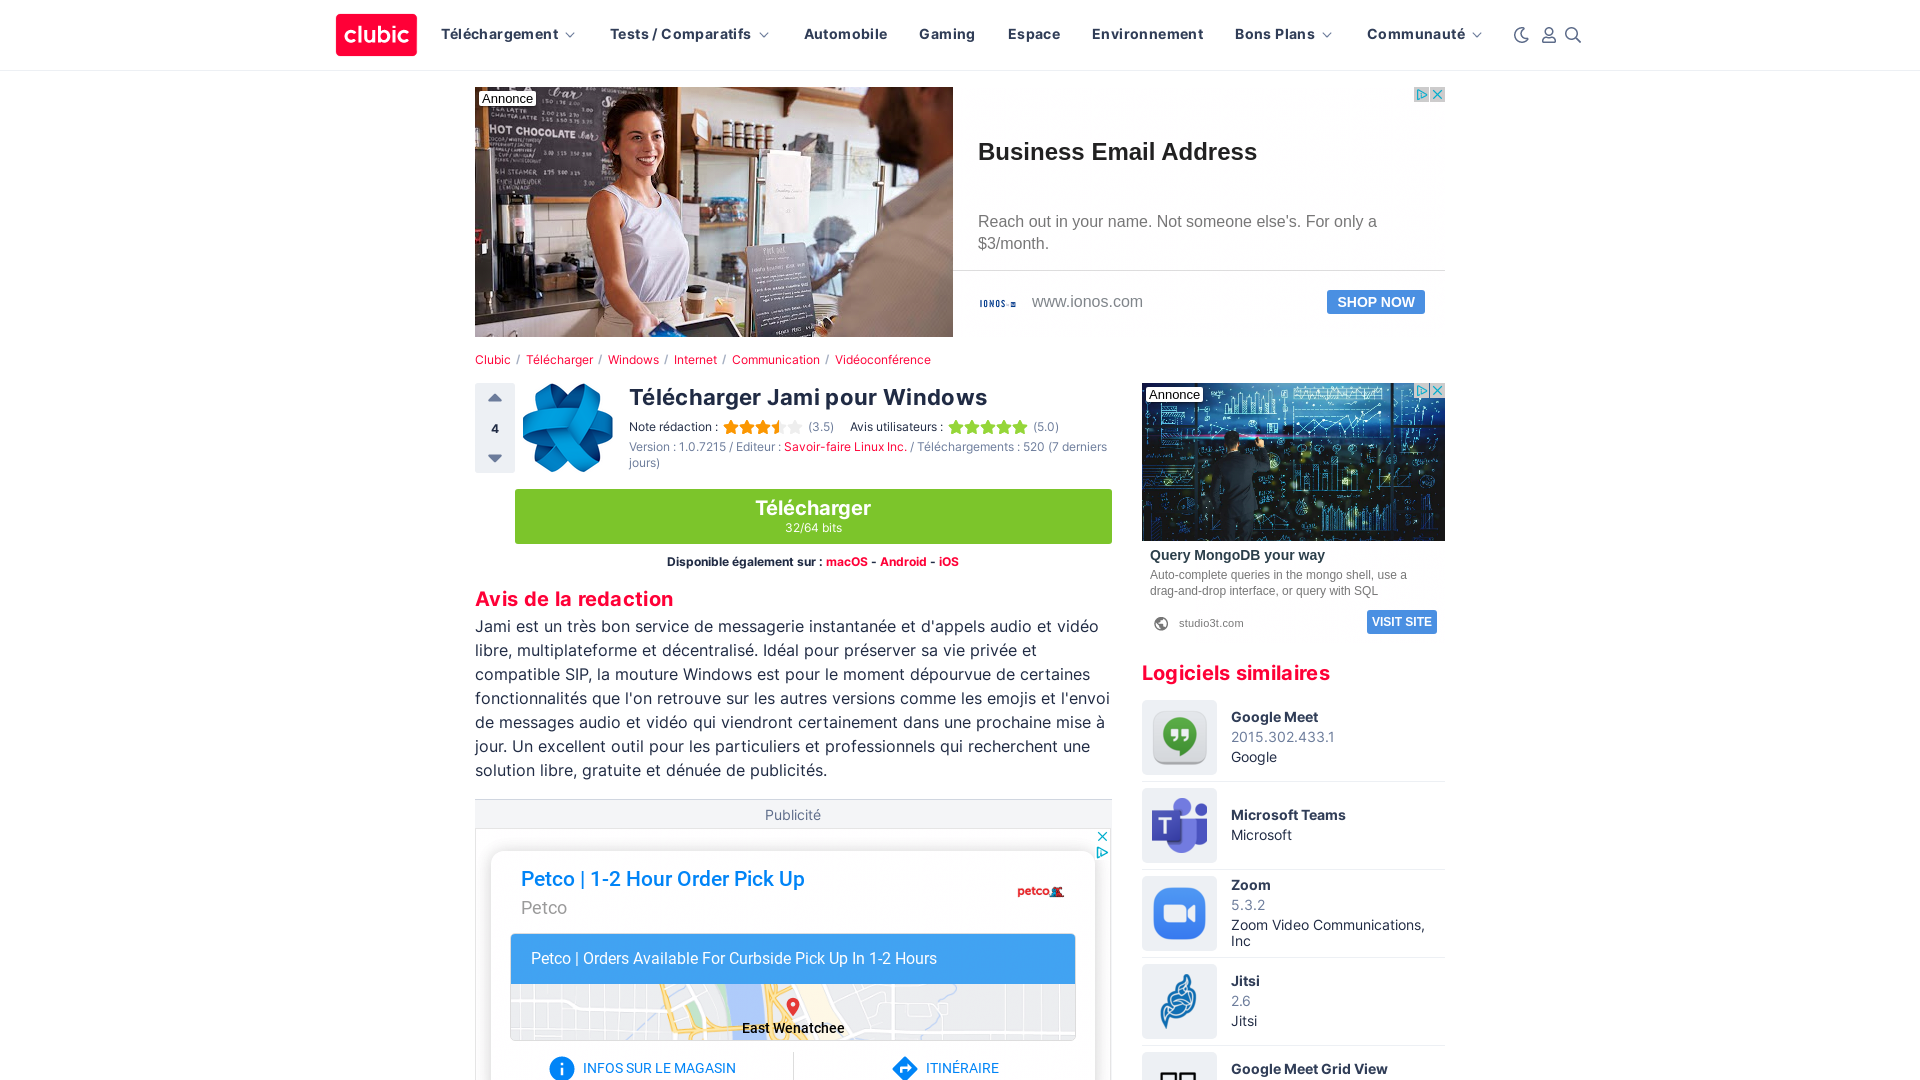 clubic
Téléchargement
Tests / Comparatifs
Automobile
Gaming
Espace
Environnement
Bons Plans
Communauté
Annonce
HOT CHOCOLATE
Business Email Address
Reach out in your name. Not someone else's. For only a
$3/month.
IONOS
www.ionos.com
SHOP NOW
Clubic / Télécharger / Windows / Internet / Communication / Vidéoconférence
4
Télécharger Jami pour Windows
Note rédaction : (3.5) Avis utilisateurs : (5.0)
Version : 1.0.7215 / Editeur : Savoir-faire Linux Inc. / Téléchargements : 520 (7 derniers
jours)
Télécharger
32/64 bits
Disponible également sur : macOS - Android - iOS
Avis de la redaction
Jami est un très bon service de messagerie instantanée et d'appels audio et vidéo
libre, multiplateforme et décentralisé. Idéal pour préserver sa vie privée et
compatible SIP, la mouture Windows est pour le moment dépourvue de certaines
fonctionnalités que l'on retrouve sur les autres versions comme les emojis et l'envoi
de messages audio et vidéo qui viendront certainement dans une prochaine mise à
jour. Un excellent outil pour les particuliers et professionnels qui recherchent une
solution libre, gratuite et dénuée de publicités.
Publicité
Petco | 1-2 Hour Order Pick Up
Petco
petco
Petco | Orders Available For Curbside Pick Up In 1-2 Hours
East Wenatchee
INFOS SUR LE MAGASIN
ITINÉRAIRE
Annonce
Query MongoDB your way
Auto-complete queries in the mongo shell, use a
drag-and-drop interface, or query with SQL
studio3t.com
VISIT SITE
Logiciels similaires
Google Meet
2015.302.433.1
Google
Microsoft Teams
Microsoft
Zoom
5.3.2
Zoom Video Communications,
Inc
Jitsi
2.6
Jitsi
Google Meet Grid View